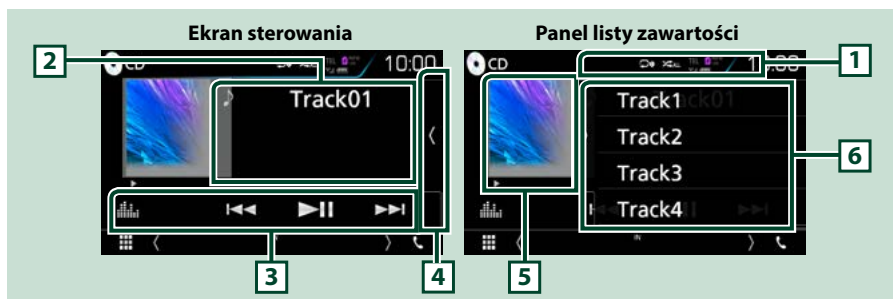 Ekran sterowania
Panel listy zawartości
2
CD
10:00
Track01
3
4
CD
1
Track1
Track2
Track3
Track4
IN
5
6